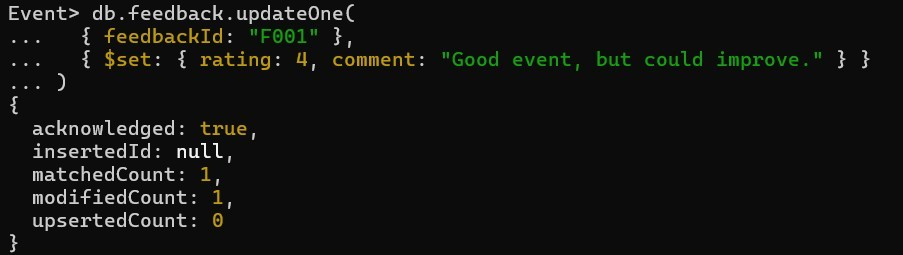 Event> db.feedback.updateOne(
...   { feedbackId: "F001" },
...   { $set: { rating: 4, comment: "Good event, but could improve." } }
... )
{
  acknowledged: true,
  insertedId: null,
  matchedCount: 1,
  modifiedCount: 1,
  upsertedCount: 0
}